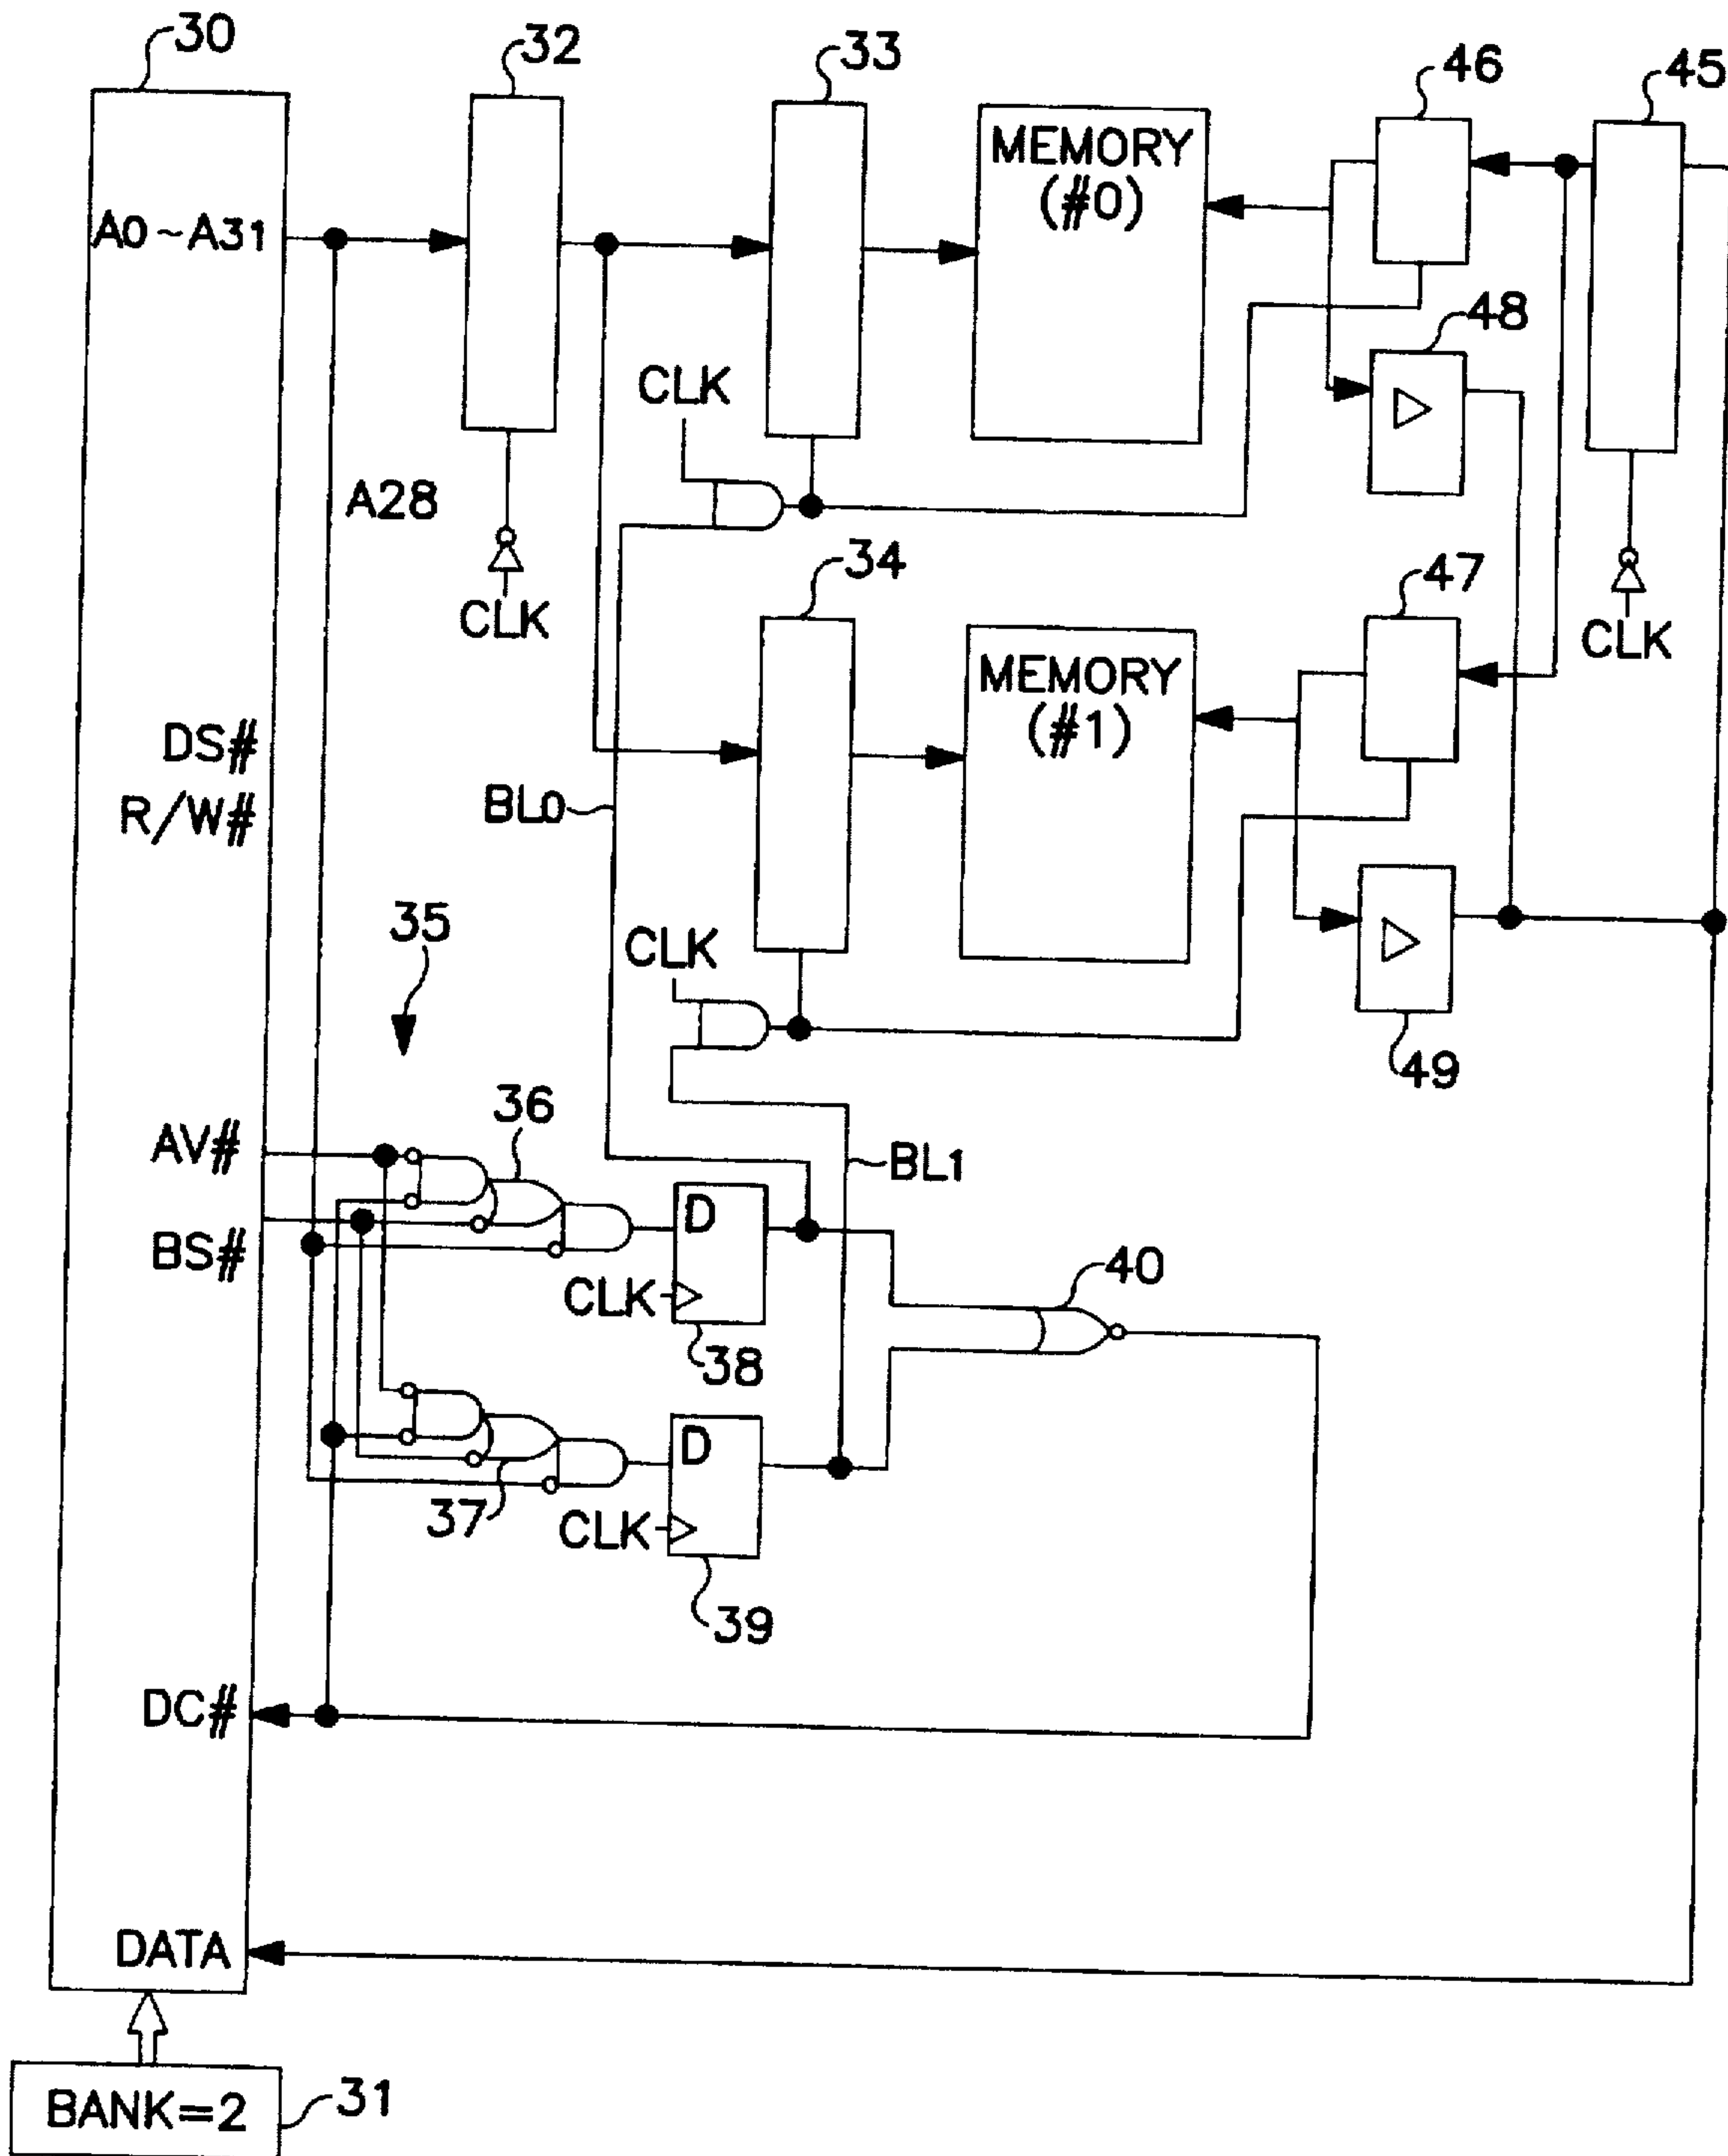 30
32
33
46
45
MEMORY
(#0)
A0~A31
48
CLK
A28
34
47
CLK
CLK
MEMORY
(#1)
DS#
R/W#
BL0
35
CLK
49
36
AV#
BL1
BS#
D
40
CLK
38
D
37
CLK
39
DC#
DATA
BANK=2
31